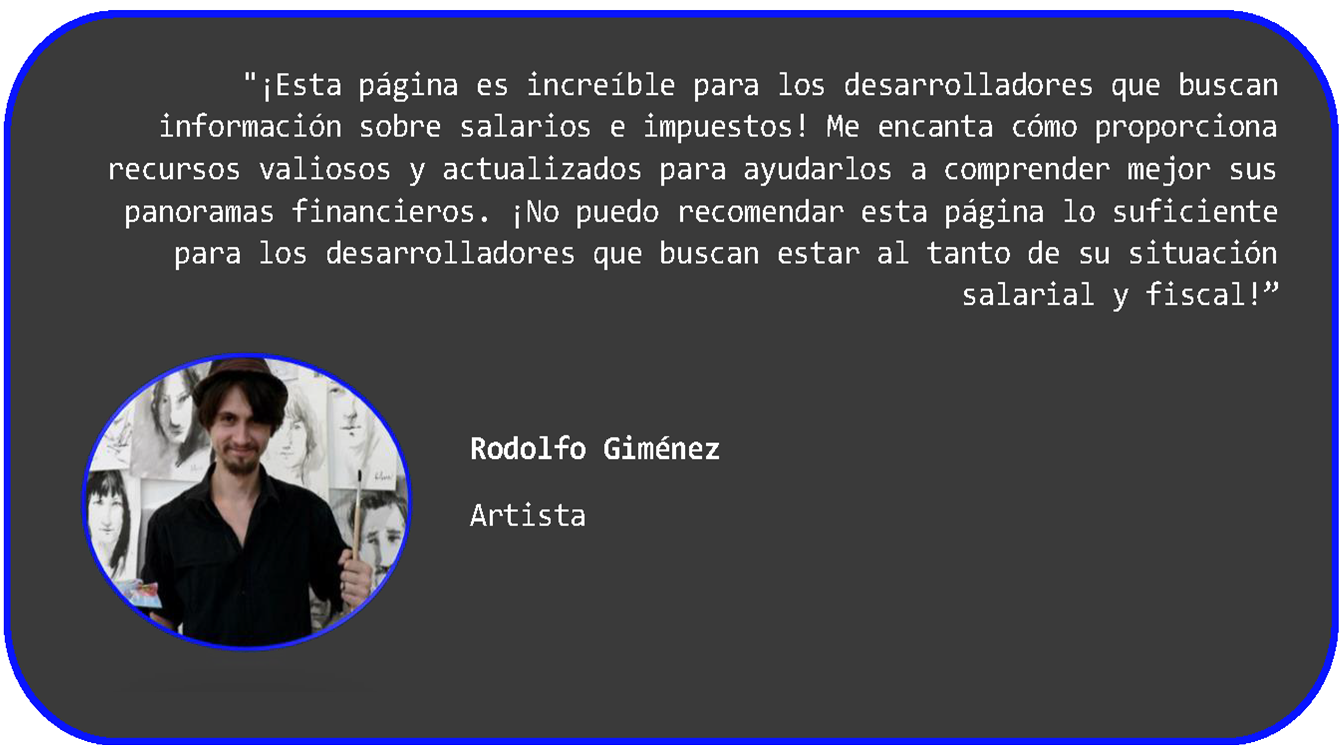 "¡Esta página es increíble para los desarrolladores que buscan
información sobre salarios e impuestos! Me encanta cómo proporciona
recursos valiosos y actualizados para ayudarlos a comprender mejor sus
panoramas financieros. ¡No puedo recomendar esta página lo suficiente
para los desarrolladores que buscan estar al tanto de su situación
salarial y fiscal!”
Rodolfo Giménez
Artista